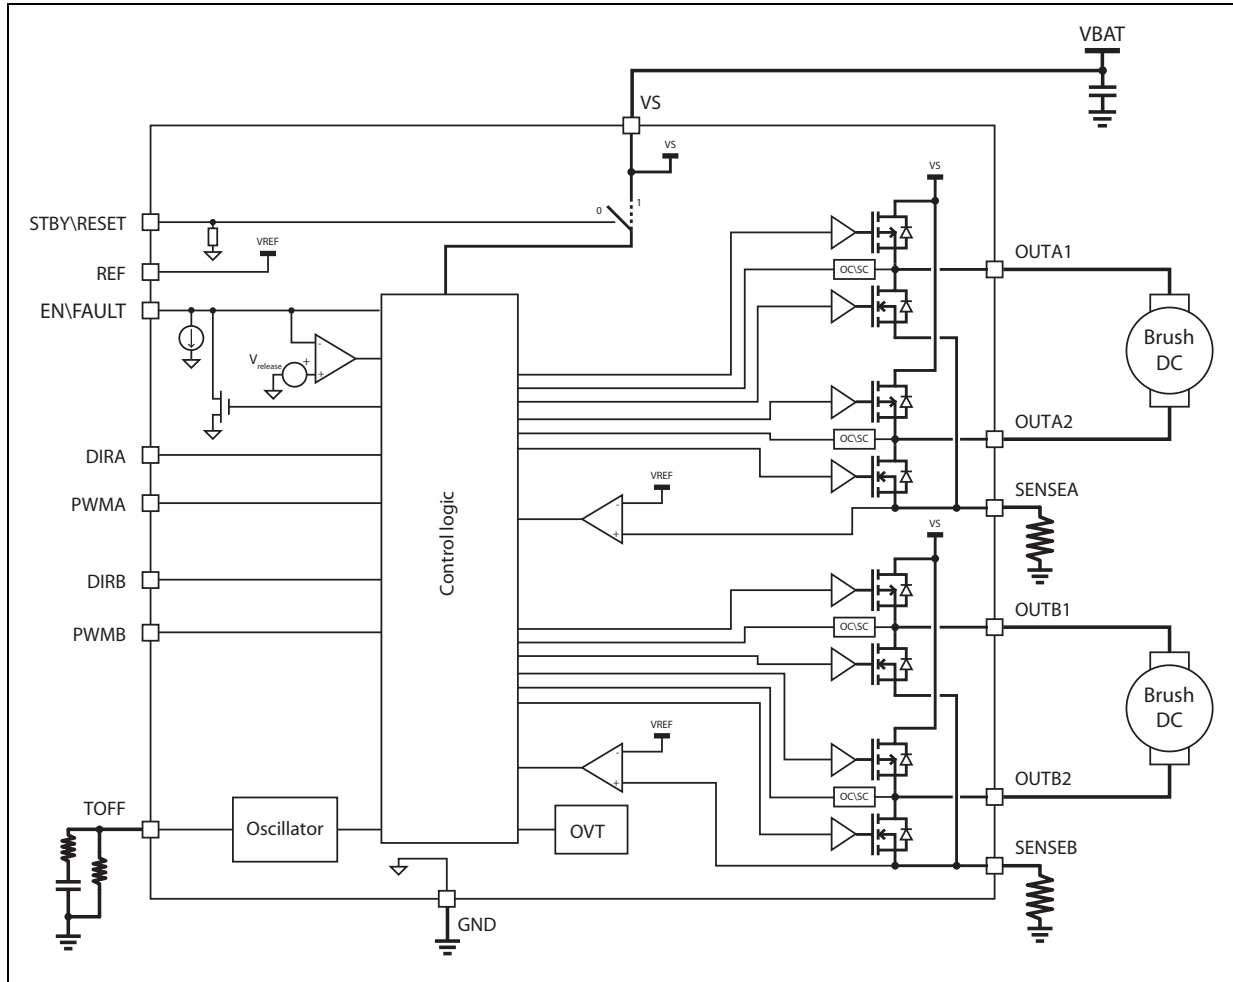 VBAT
VS
VS
VS
STBY\RESET
0
1
VREF
REF
OC\SC
OUTA1
EN\FAULT
Brush
DC
-
+
+
Vrelease
OUTA2
OC\SC
DIRA
VREF
SENSEA
PWMA
-
+
Control logic
VS
DIRB
OUTB1
OC\SC
PWMB
Brush
DC
VREF
-
+
OUTB2
OC\SC
TOFF
Oscillator
OVT
SENSEB
GND